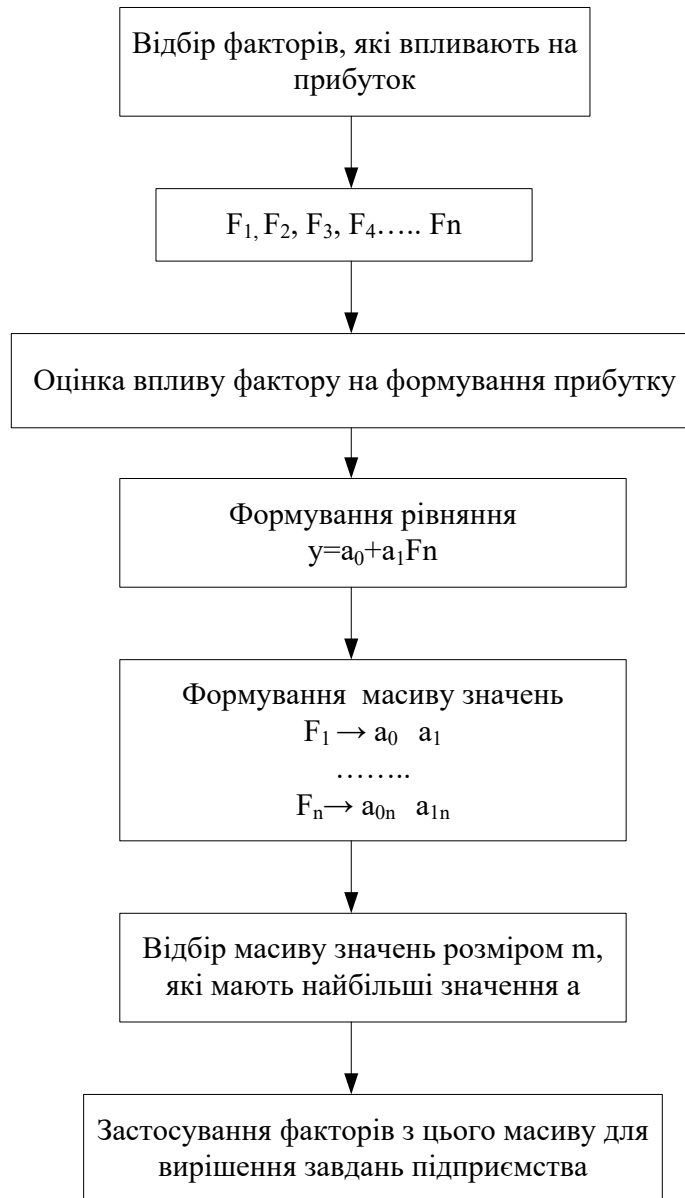 Відбір факторів, які впливають на
прибуток
F₁, F₂, F₃, F₄….. Fn
Оцінка впливу фактору на формування прибутку
Формування рівняння
y=a₀+a₁Fn
Формування масиву значень
F₁ → a₀ a₁
……..
Fₙ→ a₀ₙ a₁ₙ
Відбір масиву значень розміром m,
які мають найбільші значення a
Застосування факторів з цього масиву для
вирішення завдань підприємства